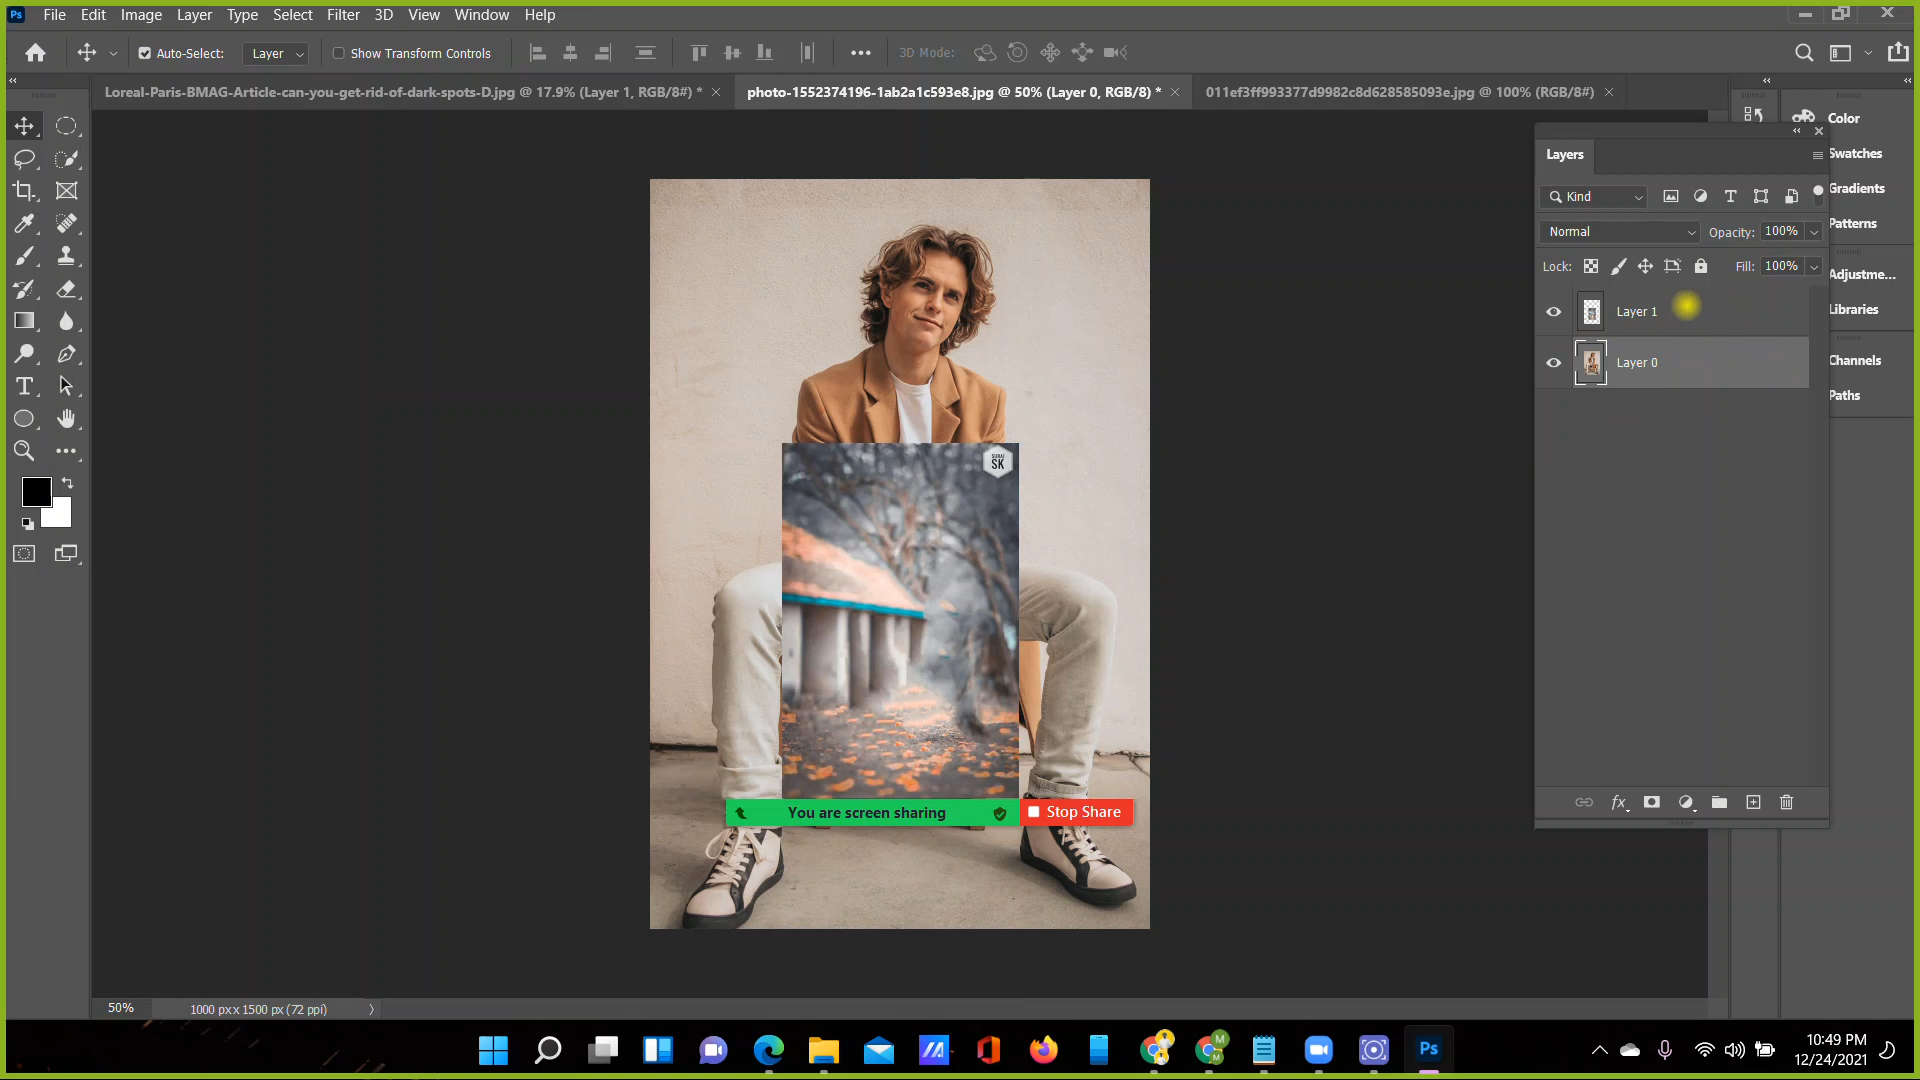 Ps File Edit Image Layer Type Select Filter 3D View Window Help
Auto-Select: Layer Show Transform Controls 3D Mode:
Loreal-Paris-BMAG-Article-can-you-get-rid-of-dark-spots-D.jpg @ 17.9% (Layer 1, RGB/8#) * photo-1552374196-1ab2a1c593e8.jpg @ 50% (Layer 0, RGB/8) * 011ef3ff993377d9982c8d628585093e.jpg @ 100% (RGB/8#)
Color
Layers
Swatches
Gradients
Kind
Patterns
Normal Opacity: 100%
Lock: Fill: 100%
Adjustme...
Libraries
Layer 1
Layer 0
Channels
Paths
SURAJ
SK
You are screen sharing Stop Share
fx
50% 1000 px x 1500 px (72 ppi)
Ps
10:49 PM
12/24/2021